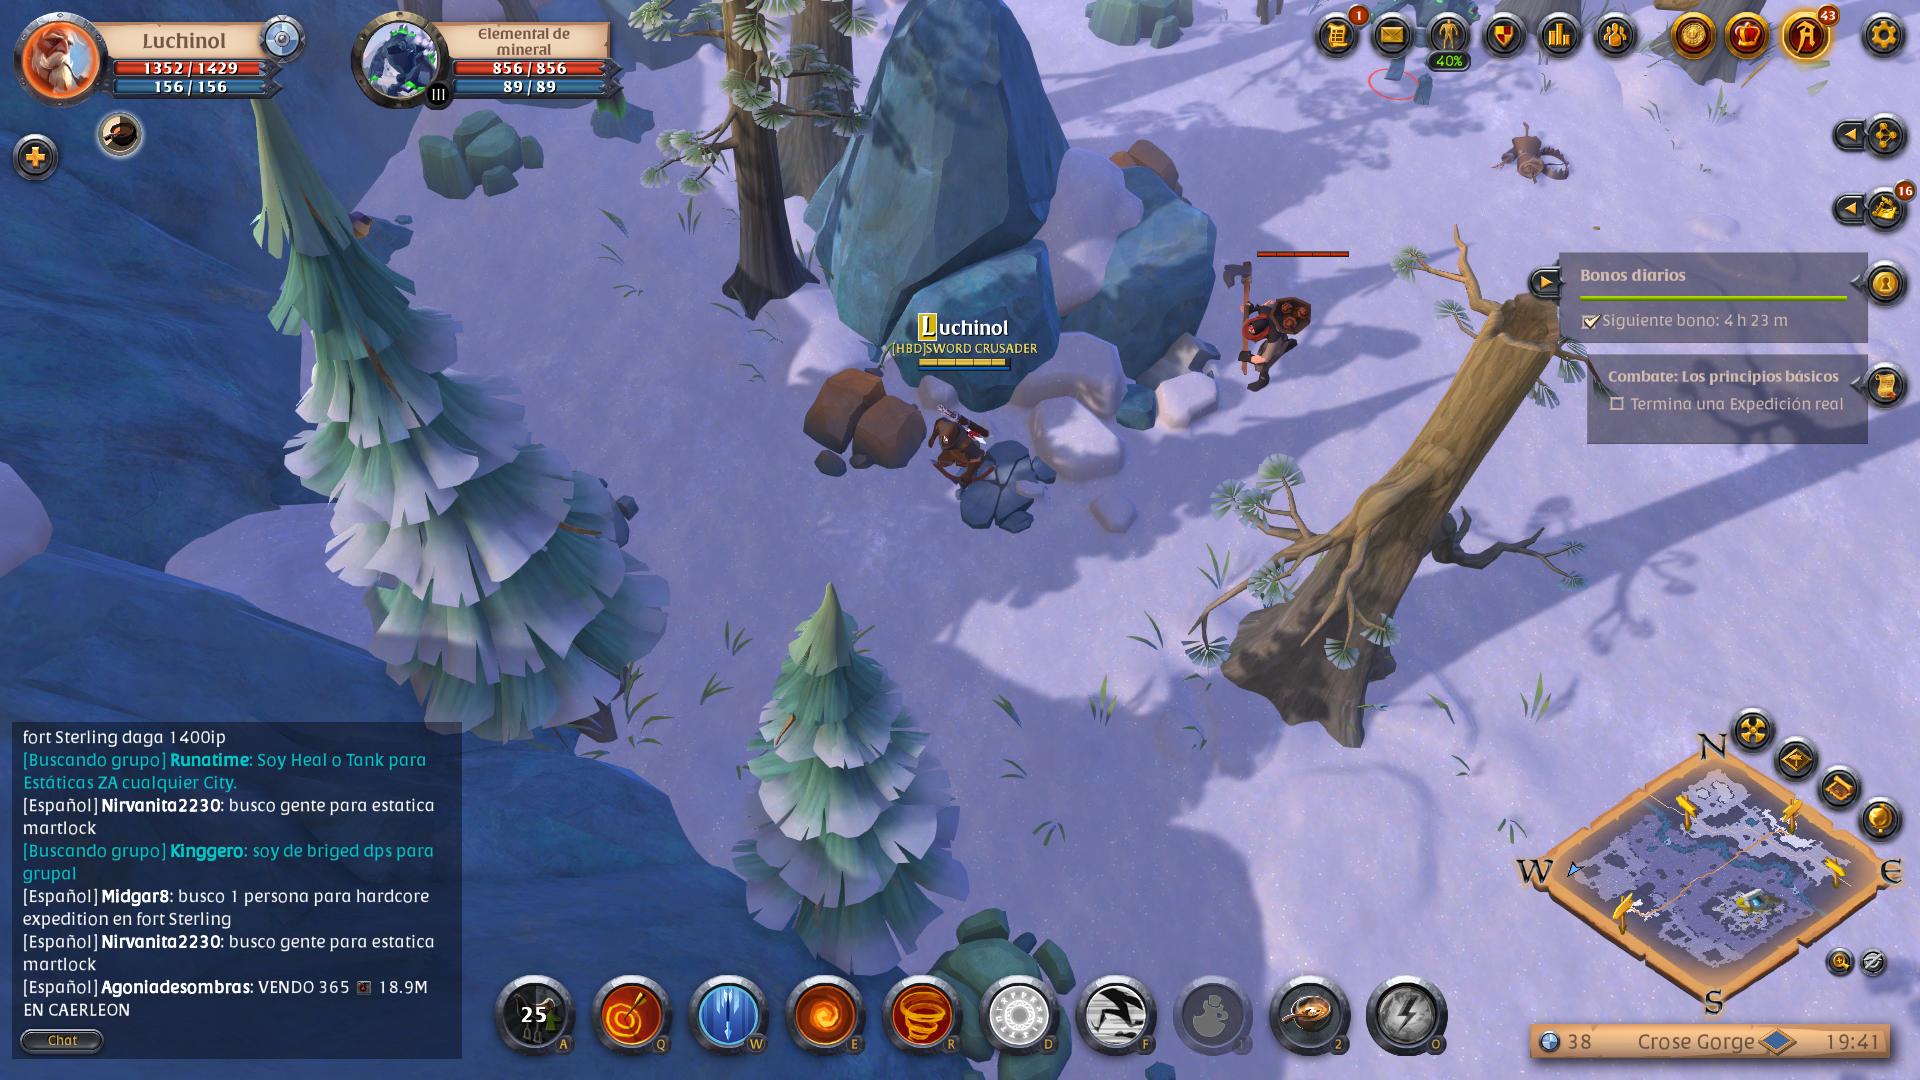 Luchinol
1352 / 1429
156 / 156
Elemental de
mineral
856 / 856
89 / 89
III
1
40%
43
16
Bonos diarios
Siguiente bono: 4 h 23 m
Combate: Los principios básicos
Termina una Expedición real
Luchinol
[HBD]SWORD CRUSADER
fort Sterling daga 1400ip
[Buscando grupo] Runatime: Soy Heal o Tank para
Estáticas ZA cualquier City.
[Español] Nirvanita2230: busco gente para estatica
martlock
[Buscando grupo] Kinggero: soy de briged dps para
grupal
[Español] Midgar8: busco 1 persona para hardcore
expedition en fort Sterling
[Español] Nirvanita2230: busco gente para estatica
martlock
[Español] Agoniadesombras: VENDO 365 18.9M
EN CAERLEON
Chat
25
A
Q
W
E
R
D
F
1
2
O
N
W
E
S
38
Crose Gorge
19:41